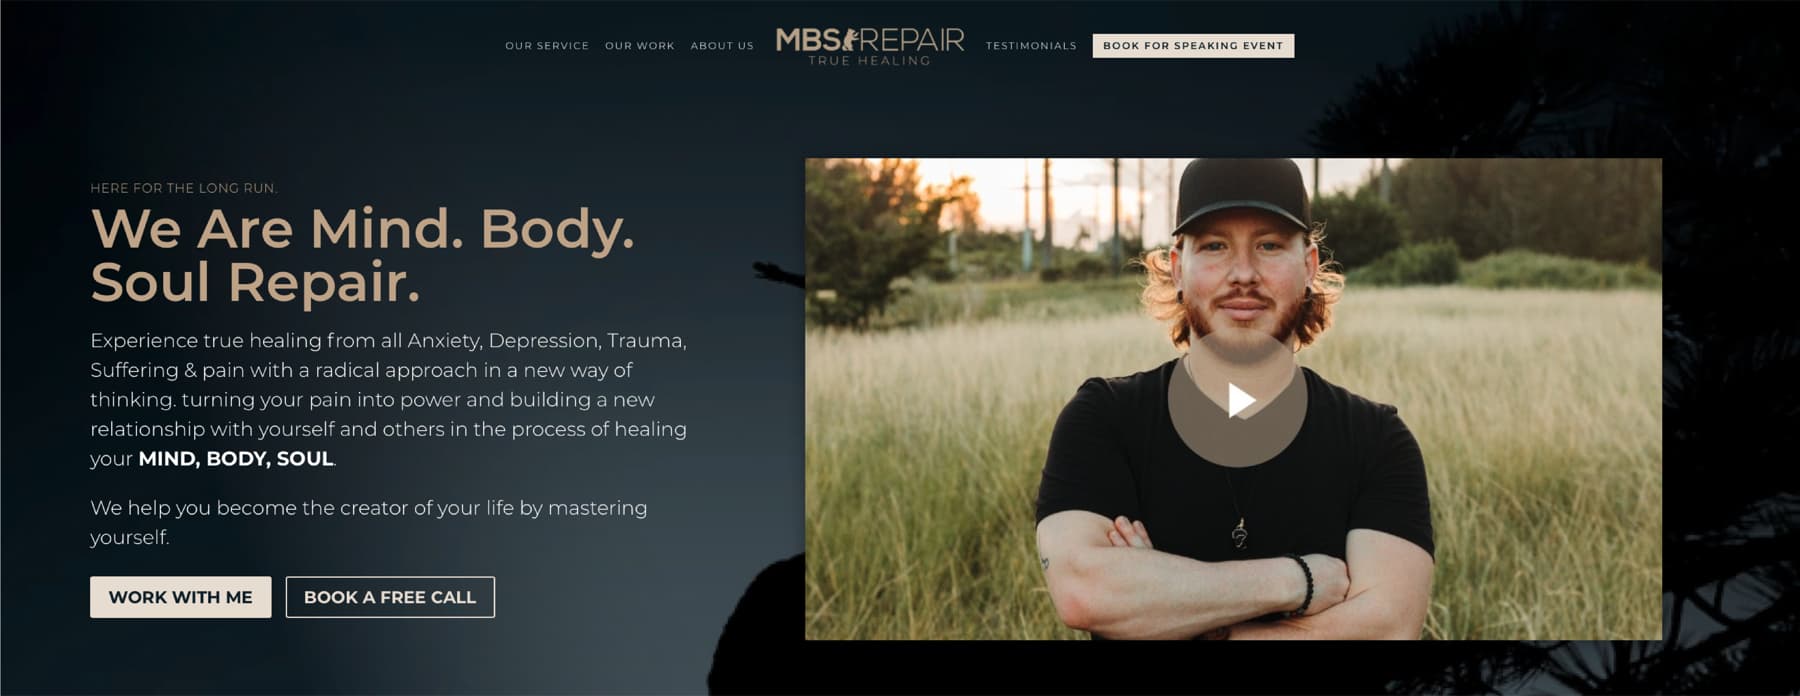 OUR SERVICE OUR WORK ABOUT US MBS REPAIR TESTIMONIALS BOOK FOR SPEAKING EVENT
TRUE HEALING
HERE FOR THE LONG RUN.
We Are Mind. Body.
Soul Repair.
Experience true healing from all Anxiety, Depression, Trauma,
Suffering & pain with a radical approach in a new way of
thinking. turning your pain into power and building a new
relationship with yourself and others in the process of healing
your MIND, BODY, SOUL.
We help you become the creator of your life by mastering
yourself.
WORK WITH ME BOOK A FREE CALL